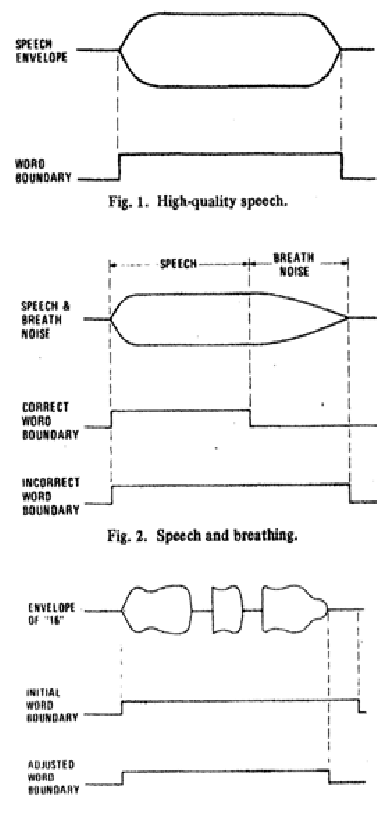 SPEECH
ENVELOPE
WORD
BOUNDARY
Fig. 1. High-quality speech.
SPEECH
BREATH
NOISE
SPEECH &
BREATH
NOISE
CORRECT
WORD
BOUNDARY
INCORRECT
WORD
BOUNDARY
Fig. 2. Speech and breathing.
ENVELOPE
OF "16"
INITIAL
WORD
BOUNDARY
ADJUSTED
WORD
BOUNDARY